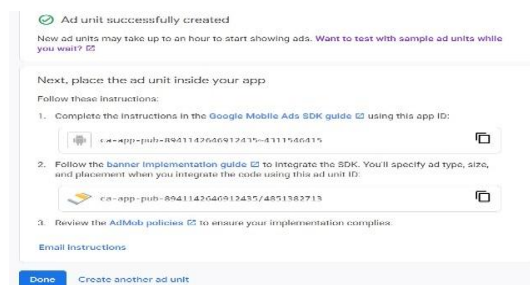 Ad unit successfully created
New ad units may take up to an hour to start showing ads. Want to test with sample ad units while
you wait?
Next, place the ad unit inside your app
Follow these instructions:
1. Complete the instructions in the Google Mobile Ads SDK guide using this app ID:
ca-app-pub-8941142646912435~4311546415
2. Follow the banner implementation guide to integrate the SDK. You'll specify ad type, size,
and placement when you integrate the code using this ad unit ID:
ca-app-pub-8941142646912435/4851382713
3. Review the AdMob policies to ensure your implementation complies.
Email instructions
Done Create another ad unit